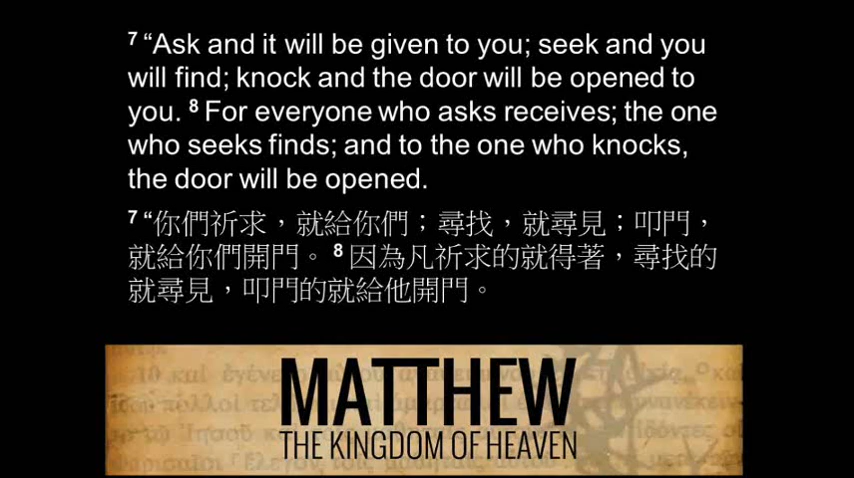 7 “Ask and it will be given to you; seek and you
will find; knock and the door will be opened to
you. 8 For everyone who asks receives; the one
who seeks finds; and to the one who knocks,
the door will be opened.
7 “你們祈求，就給你們；尋找，就尋見；叩門，
就給你們開門。 8 因為凡祈求的就得著，尋找的
就尋見，叩門的就給他開門。
MATTHEW
THE KINGDOM OF HEAVEN